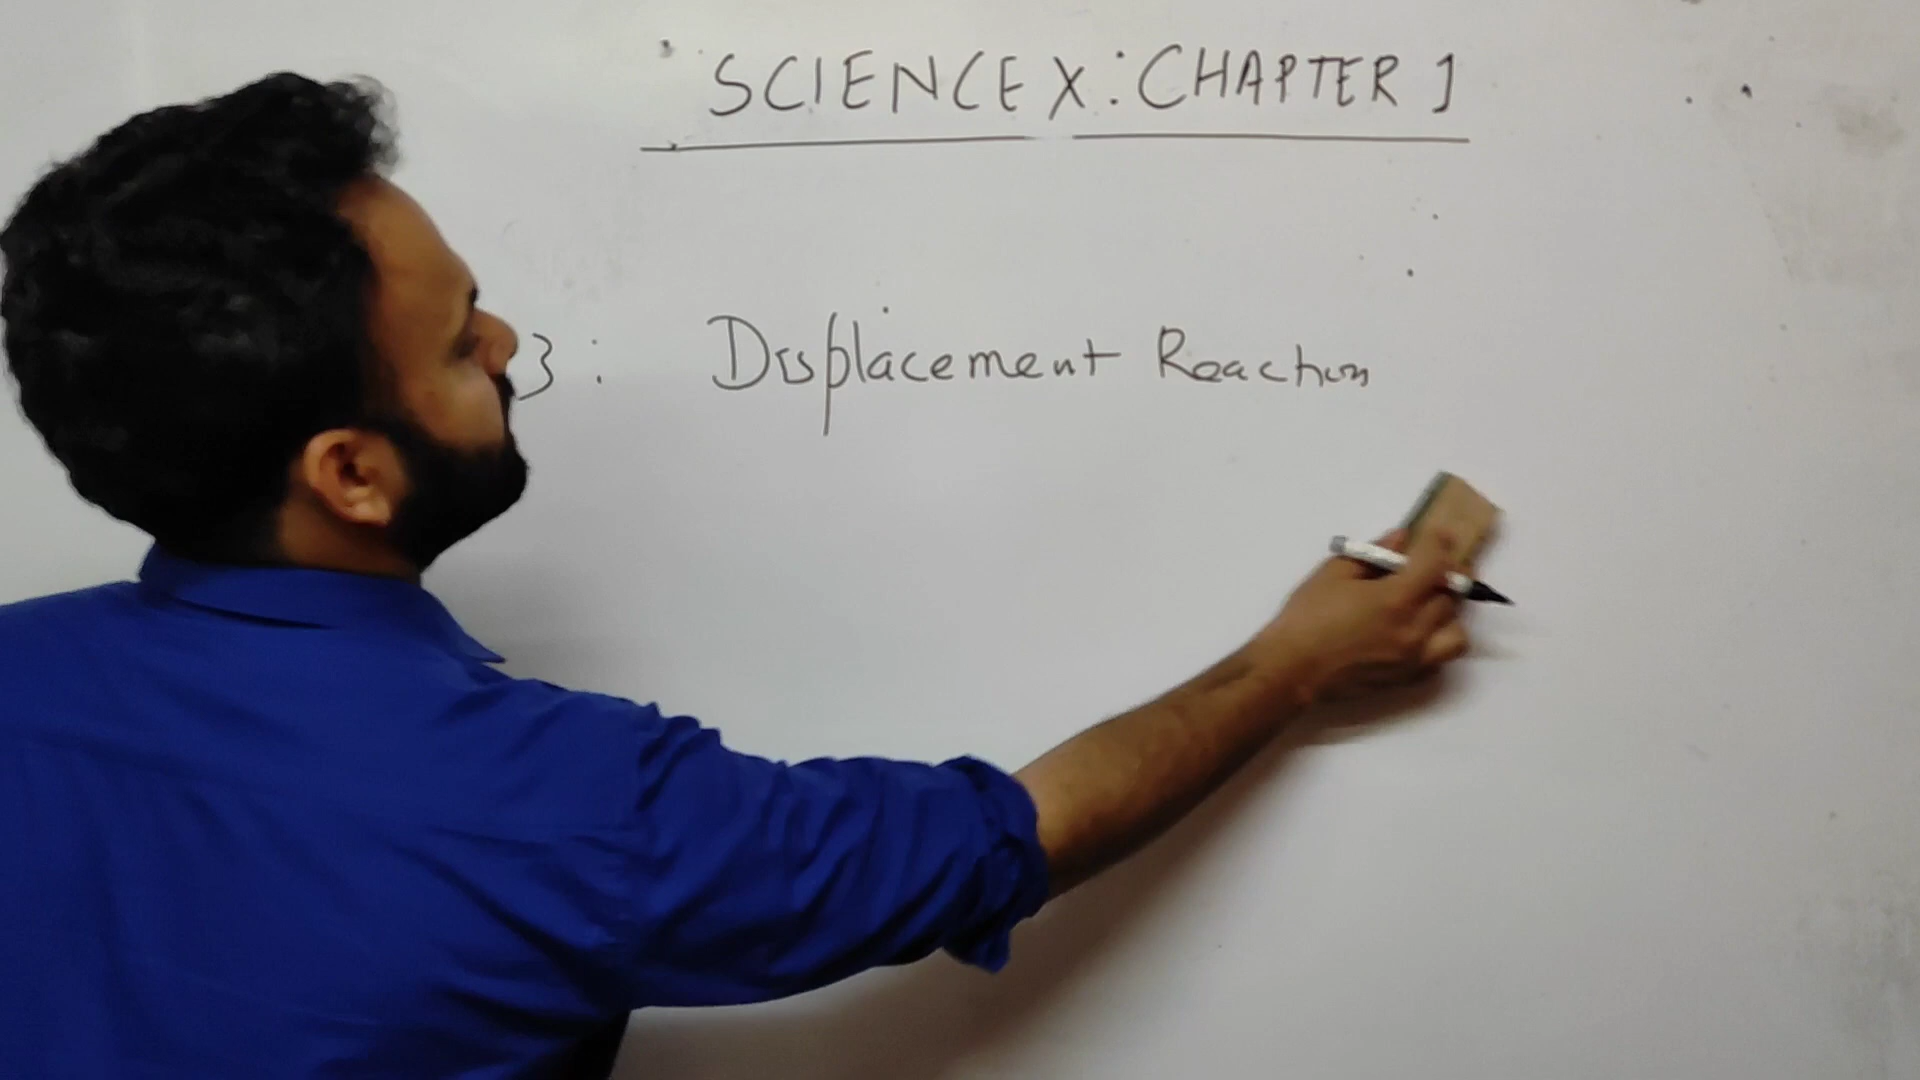 SCIENCE X: CHAPTER 1
3 : Displacement Reaction